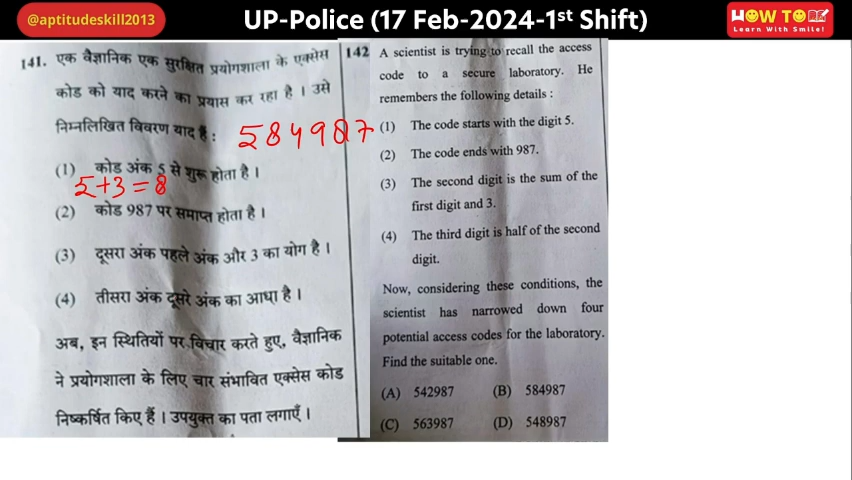 @aptitudeskill2013
UP-Police (17 Feb-2024-1st Shift)
HOW TO
Learn With Smile!
141. एक वैज्ञानिक एक सुरक्षित प्रयोगशाला के एक्सेस
कोड को याद करने का प्रयास कर रहा है । उसे
निम्नलिखित विवरण याद हैं :
584987
(1) कोड अंक 5 से शुरू होता है ।
5+3=8
(2) कोड 987 पर समाप्त होता है ।
(3) दूसरा अंक पहले अंक और 3 का योग है ।
(4) तीसरा अंक दूसरे अंक का आधा है ।
अब, इन स्थितियों पर विचार करते हुए, वैज्ञानिक
ने प्रयोगशाला के लिए चार संभावित एक्सेस कोड
निष्कर्षित किए हैं । उपयुक्त का पता लगाएँ ।
142 A scientist is trying to recall the access
code to a secure laboratory. He
remembers the following details :
(1) The code starts with the digit 5.
(2) The code ends with 987.
(3) The second digit is the sum of the
first digit and 3.
(4) The third digit is half of the second
digit.
Now, considering these conditions, the
scientist has narrowed down four
potential access codes for the laboratory.
Find the suitable one.
(A) 542987 (B) 584987
(C) 563987 (D) 548987